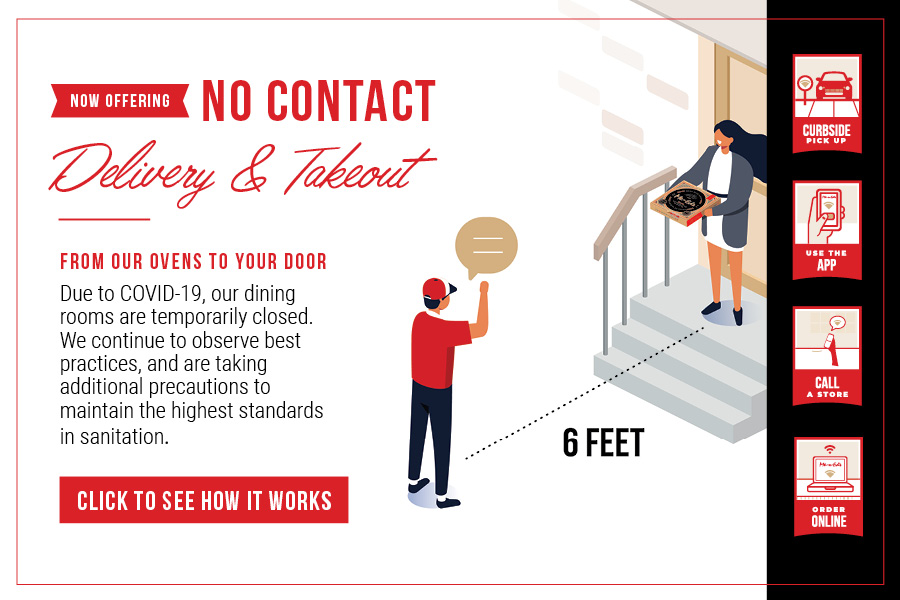 NOW OFFERING
NO CONTACT
Delivery & Takeout
FROM OUR OVENS TO YOUR DOOR
Due to COVID-19, our dining
rooms are temporarily closed.
We continue to observe best
practices, and are taking
additional precautions to
maintain the highest standards
in sanitation.
CLICK TO SEE HOW IT WORKS
6 FEET
CURBSIDE
PICK UP
USE THE
APP
CALL
A STORE
ORDER
ONLINE